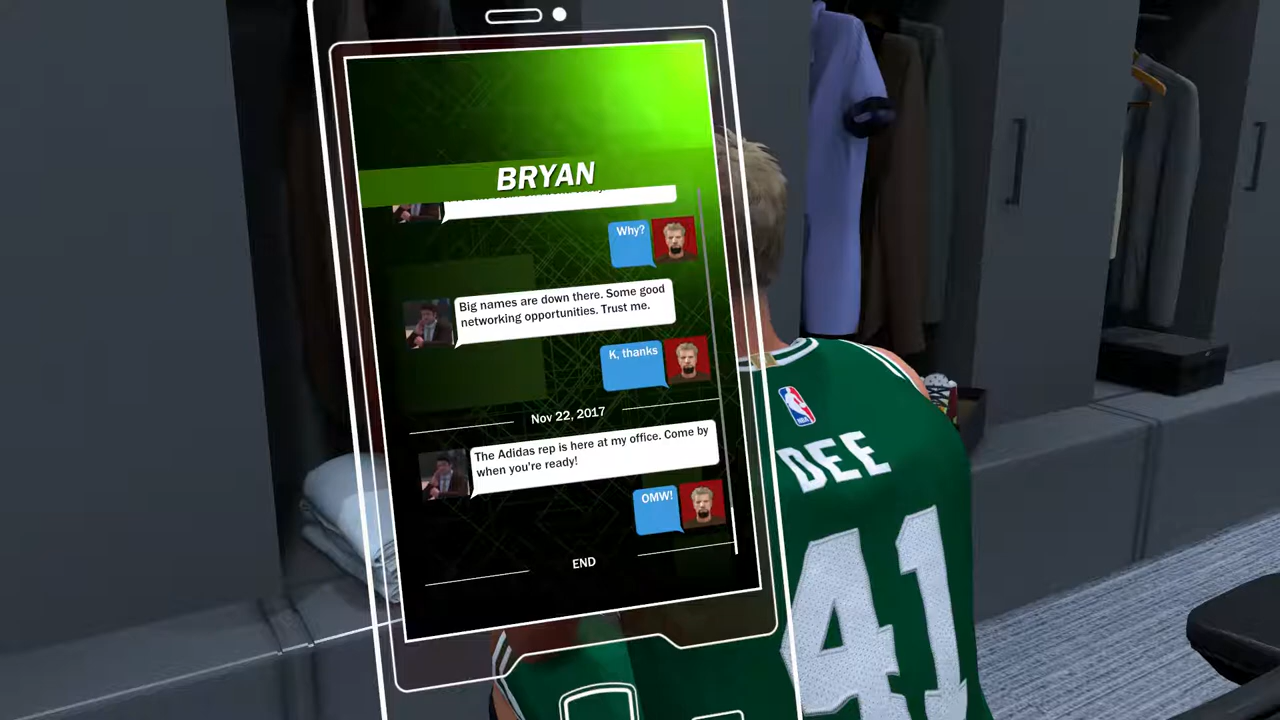 BRYAN
Why?
Big names are down there. Some good
networking opportunities. Trust me.
K, thanks
Nov 22, 2017
The Adidas rep is here at my office. Come by
when you're ready!
OMW!
END
NBA
DEE
41